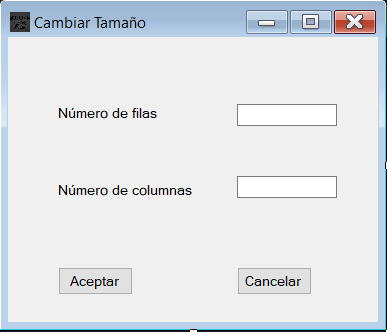 Cambiar Tamaño
Número de filas
Número de columnas
Aceptar
Cancelar